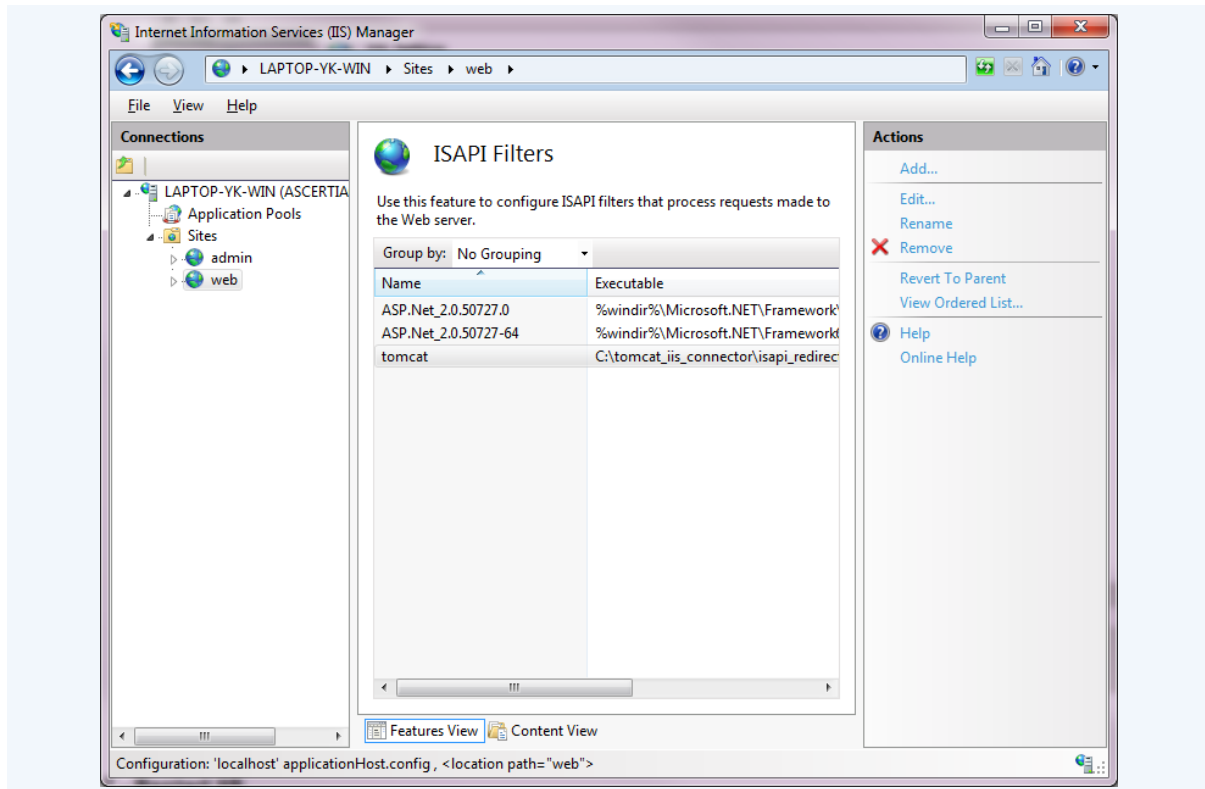 Internet Information Services (IIS) Manager
LAPTOP-YK-WIN Sites web
File View Help
Connections
LAPTOP-YK-WIN (ASCERTIA
Application Pools
Sites
admin
web
ISAPI Filters
Use this feature to configure ISAPI filters that process requests made to
the Web server.
Group by: No Grouping
Name Executable
ASP.Net_2.0.50727.0 %windir%\Microsoft.NET\Framework\
ASP.Net_2.0.50727-64 %windir%\Microsoft.NET\Framework
tomcat C:\tomcat_iis_connector\isapi_redirec
Features View Content View
Actions
Add...
Edit...
Rename
Remove
Revert To Parent
View Ordered List...
Help
Online Help
Configuration: 'localhost' applicationHost.config , <location path="web">